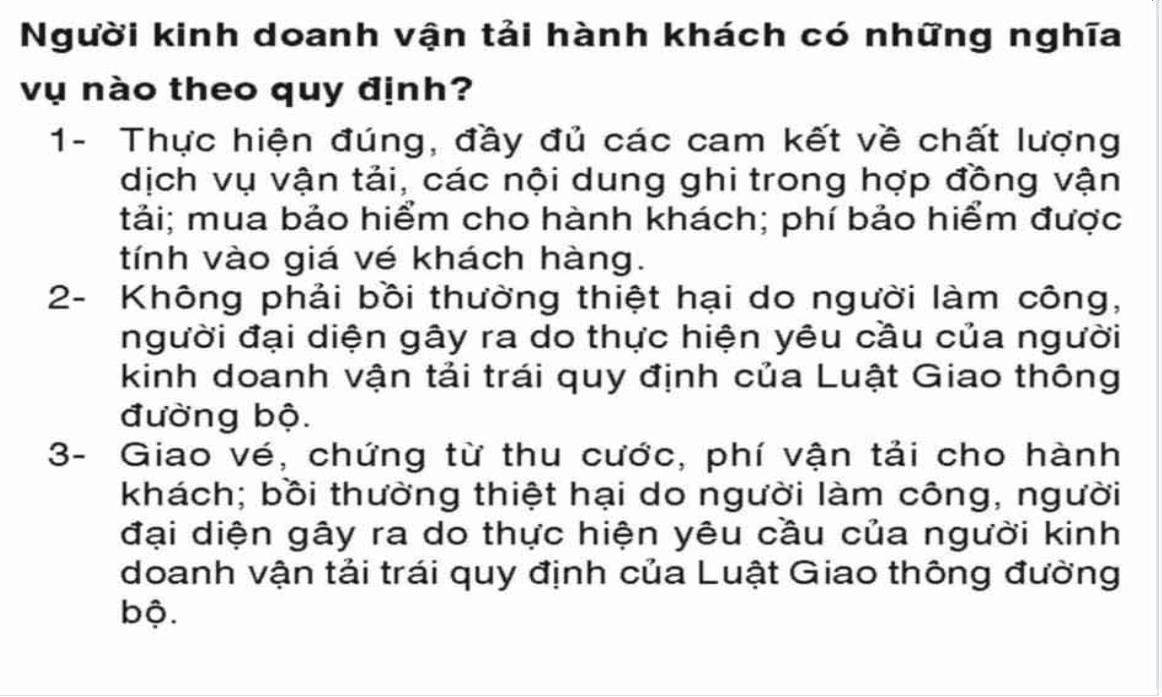 Người kinh doanh vận tải hành khách có những nghĩa
vụ nào theo quy định?
1- Thực hiện đúng, đầy đủ các cam kết về chất lượng
dịch vụ vận tải, các nội dung ghi trong hợp đồng vận
tải; mua bảo hiểm cho hành khách; phí bảo hiểm được
tính vào giá vé khách hàng.
2- Không phải bồi thường thiệt hại do người làm công,
người đại diện gây ra do thực hiện yêu cầu của người
kinh doanh vận tải trái quy định của Luật Giao thông
đường bộ.
3- Giao vé, chứng từ thu cước, phí vận tải cho hành
khách; bồi thường thiệt hại do người làm công, người
đại diện gây ra do thực hiện yêu cầu của người kinh
doanh vận tải trái quy định của Luật Giao thông đường
bộ.